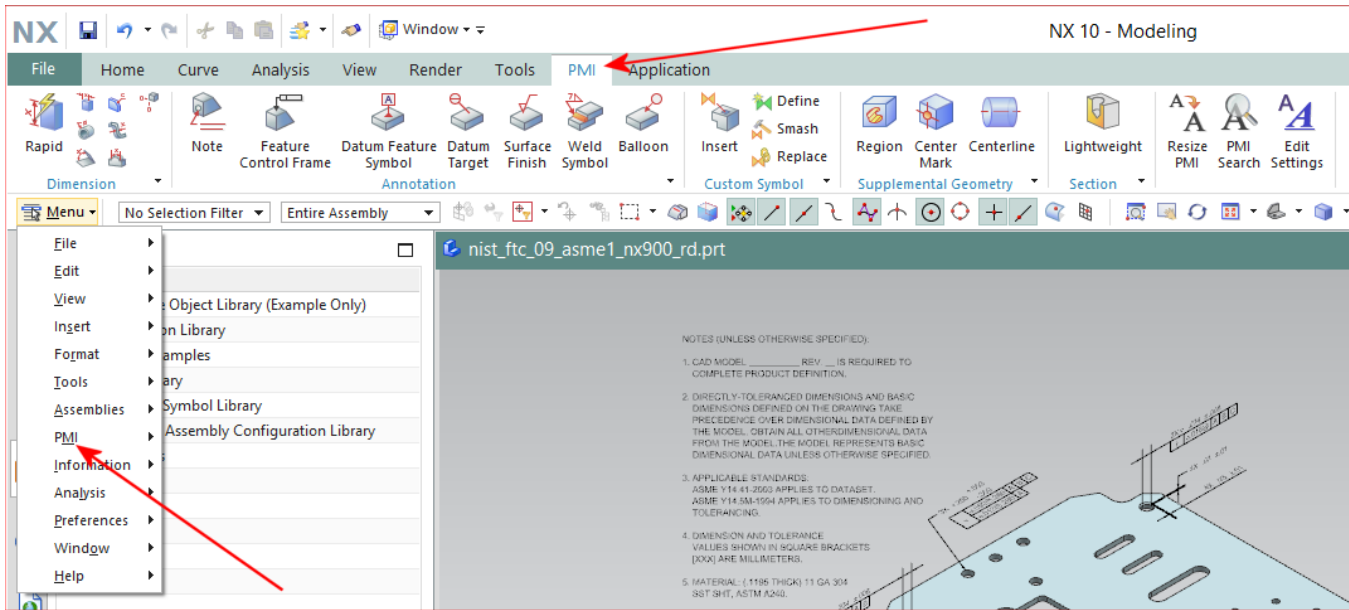 NX
Window
NX 10 - Modeling
File Home Curve Analysis View Render Tools PMI Application
Define
Smash
Replace
Rapid Note Feature Control Frame Datum Feature Symbol Datum Target Surface Finish Weld Symbol Balloon Insert Region Center Mark Centerline Lightweight Resize PMI PMI Search Edit Settings
Dimension Annotation Custom Symbol Supplemental Geometry Section
Menu No Selection Filter Entire Assembly
File
Edit
View
Insert
Format
Tools
Assemblies
PMI
Information
Analysis
Preferences
Window
Help
Object Library (Example Only)
Library
Symbol Library
Assembly Configuration Library
nist_ftc_09_asme1_nx900_rd.prt
NOTES (UNLESS OTHERWISE SPECIFIED):
1. CAD MODEL __________ REV __ IS REQUIRED TO
COMPLETE PRODUCT DEFINITION.
2. DIRECTLY-TOLERANCED DIMENSIONS AND BASIC
DIMENSIONS DEFINED ON THE DRAWING TAKE
PRECEDENCE OVER DIMENSIONAL DATA DEFINED BY
THE MODEL. OBTAIN ALL OTHERDIMENSIONAL DATA
FROM THE MODEL.THE MODEL REPRESENTS BASIC
DIMENSIONAL DATA UNLESS OTHERWISE SPECIFIED.
3. APPLICABLE STANDARDS:
ASME Y14.41-2003 APPLIES TO DATASET.
ASME Y14.5M-1994 APPLIES TO DIMENSIONING AND
TOLERANCING.
4. DIMENSION AND TOLERANCE
VALUES SHOWN IN SQUARE BRACKETS
[XXX] ARE MILLIMETERS.
5. MATERIAL: (.1195 THICK) 11 GA 304
SST SHT, ASTM A240.